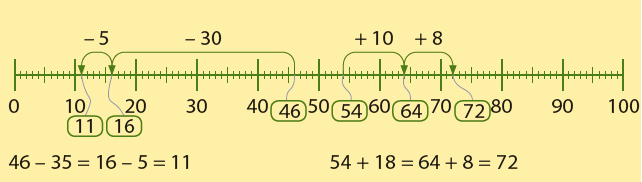 – 5 – 30 + 10 + 8
0 10 20 30 40 46 50 54 60 64 70 72 80 90 100
11 16
46 – 35 = 16 – 5 = 11 54 + 18 = 64 + 8 = 72